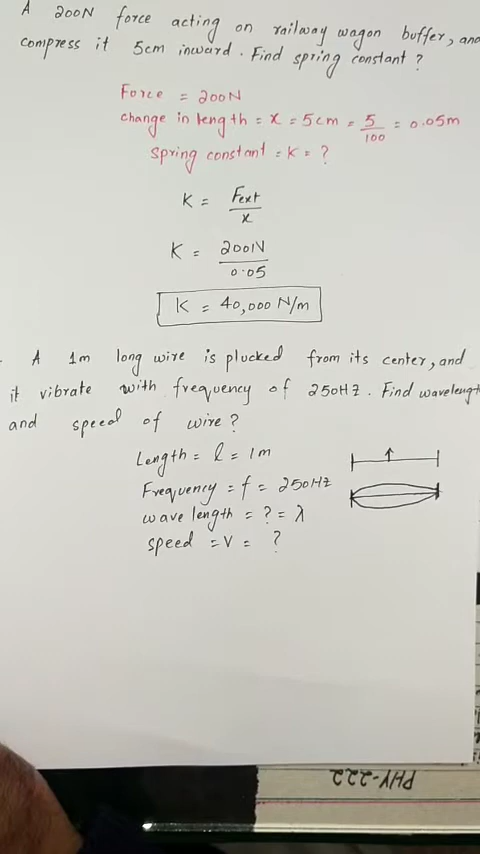 A 200N force acting on railway wagon buffer, and
compress it 5cm inward. Find spring constant?
Force = 200N
change in length = x = 5cm = 5/100 = 0.05m
Spring constant = K = ?
K = Fext/x
K = 200N/0.05
K = 40,000 N/m
A 1m long wire is plucked from its center, and
it vibrate with frequency of 250HZ. Find wavelengt
and speed of wire?
Length = l = 1m
Frequency = f = 250HZ
wave length = ? = λ
speed = V = ?
PHY-222